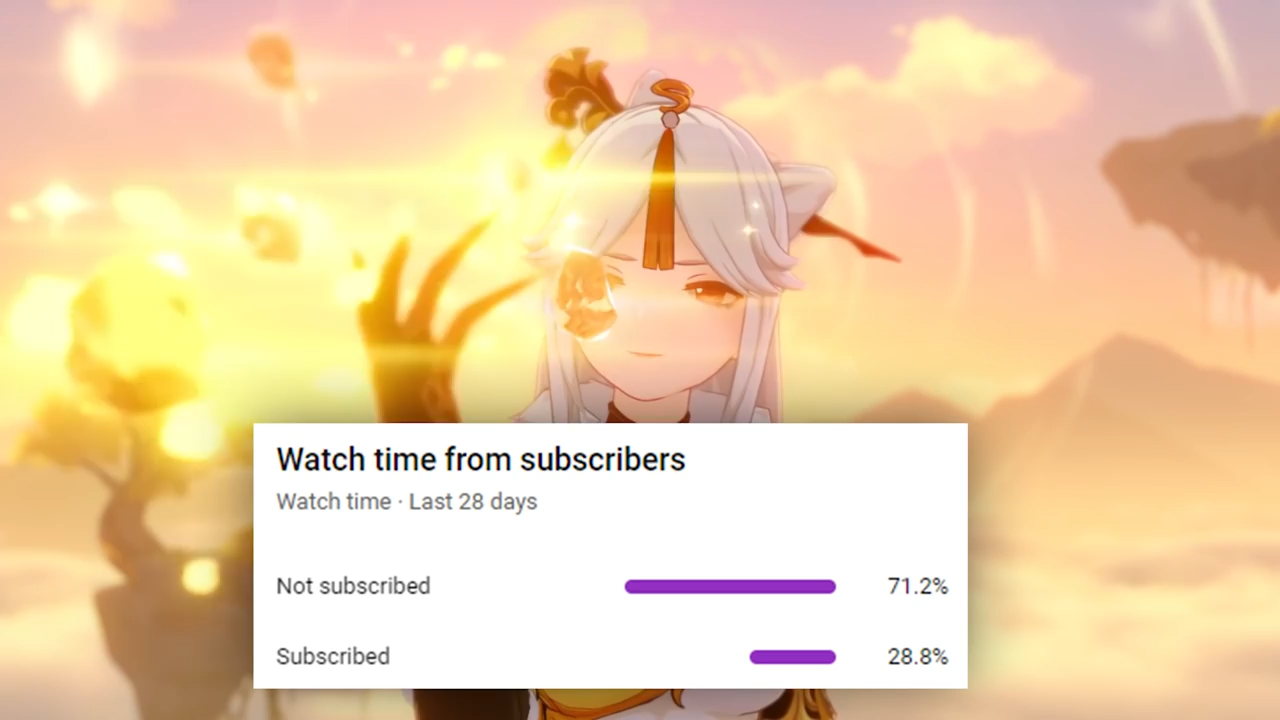 Watch time from subscribers
Watch time · Last 28 days
Not subscribed 71.2%
Subscribed 28.8%